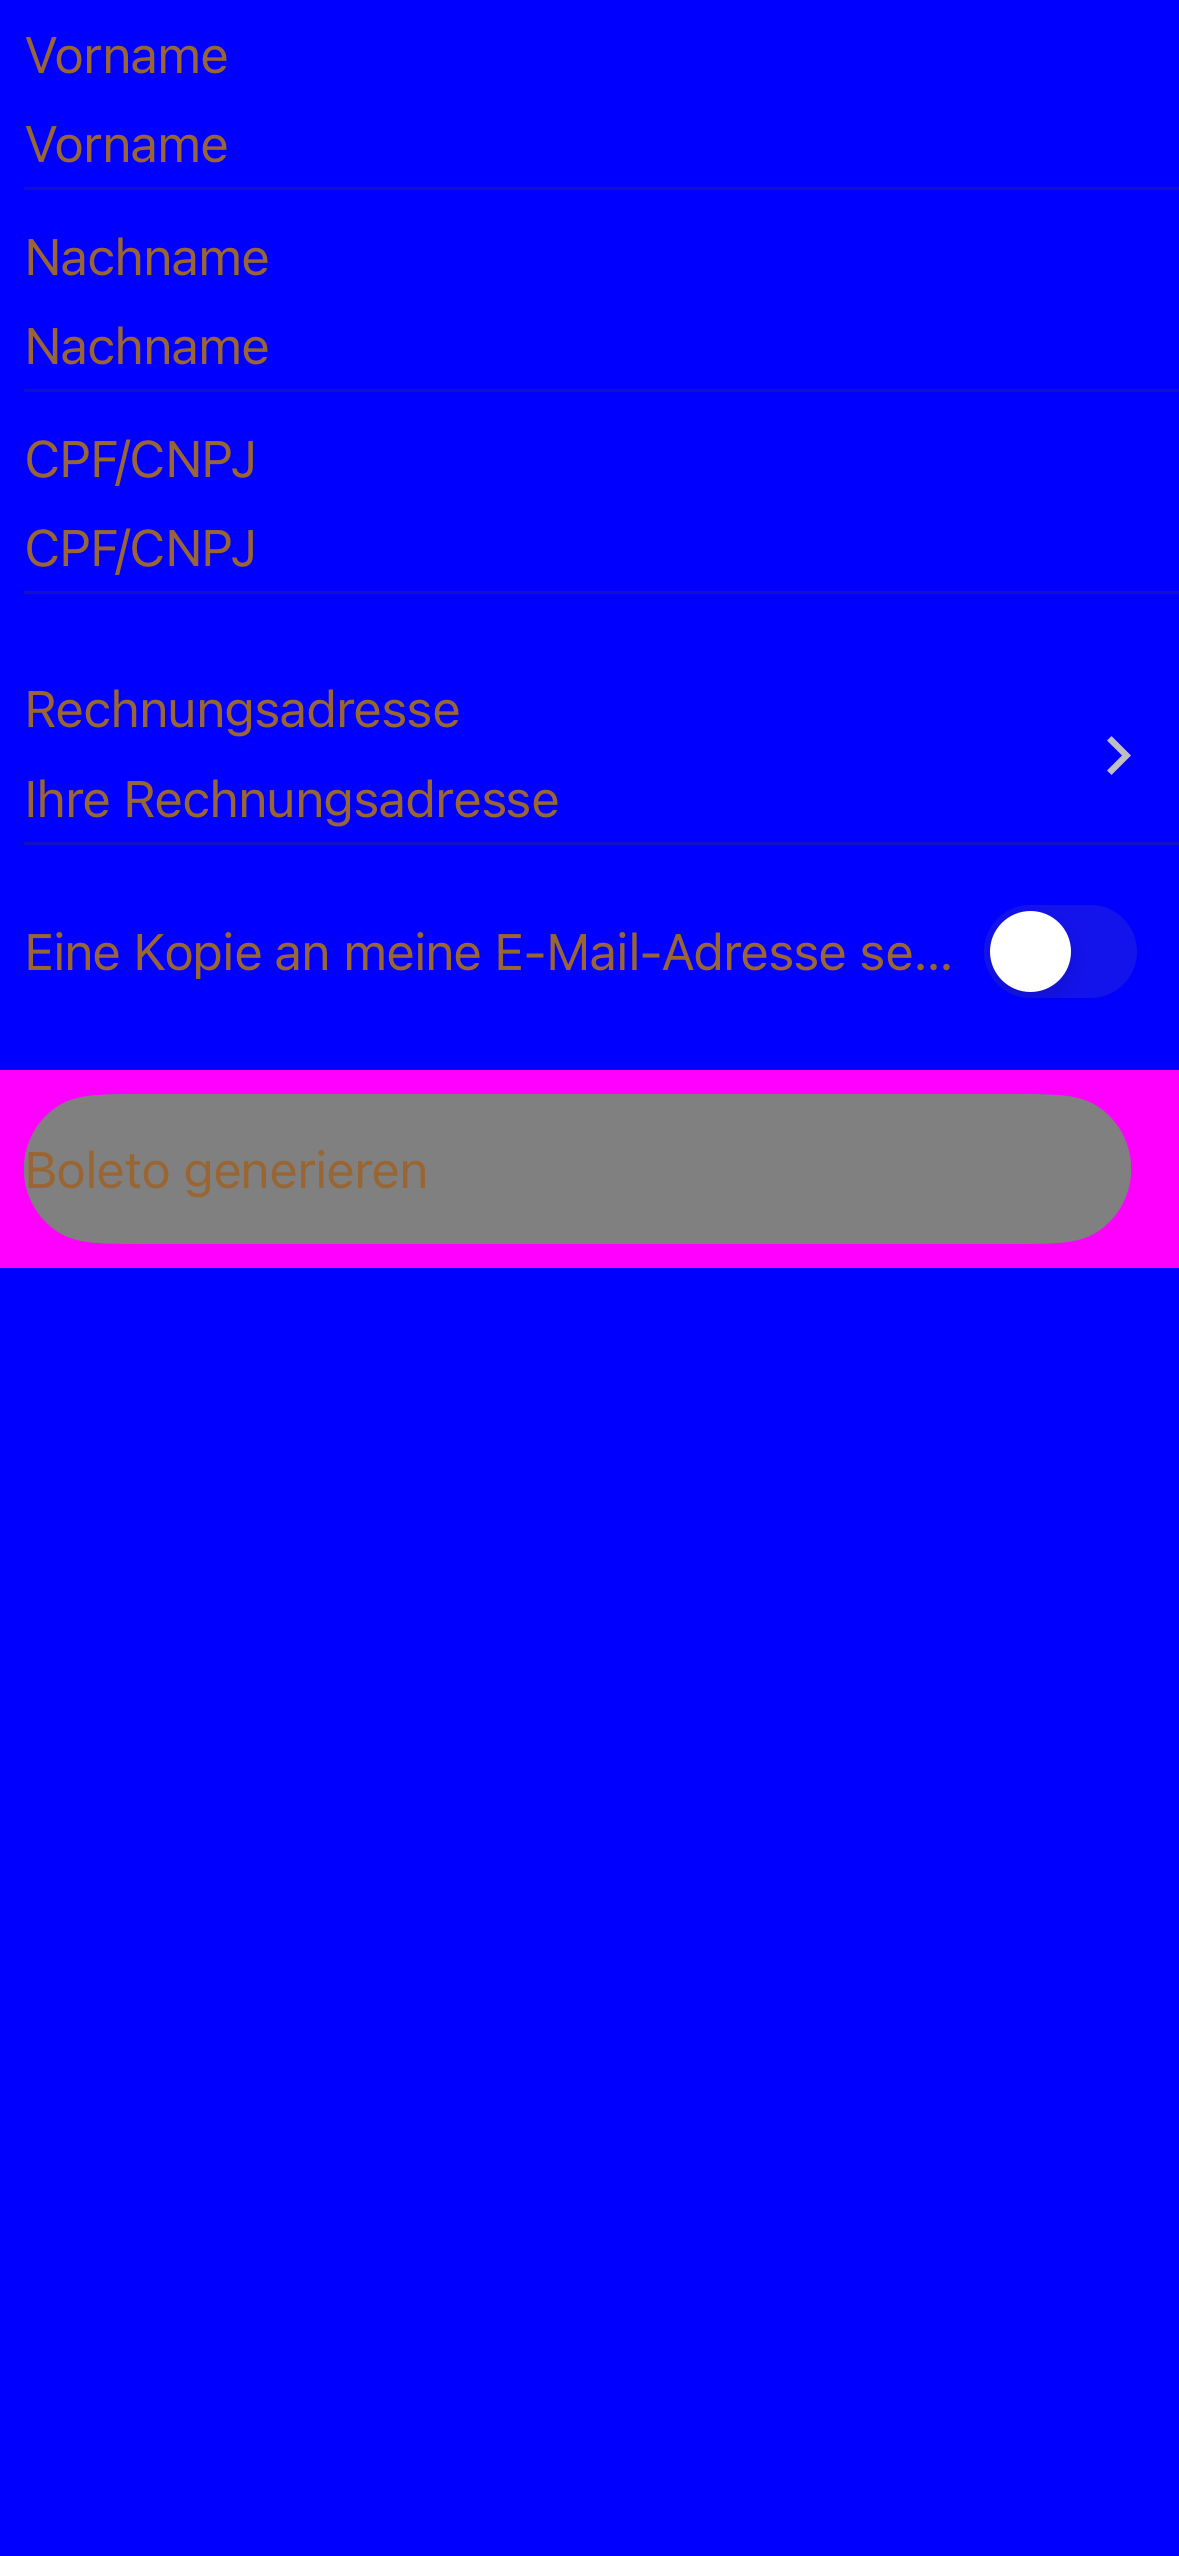 Vorname
Vorname
Nachname
Nachname
CPF/CNPJ
CPF/CNPJ
Rechnungsadresse
Ihre Rechnungsadresse
Eine Kopie an meine E-Mail-Adresse se...
Boleto generieren